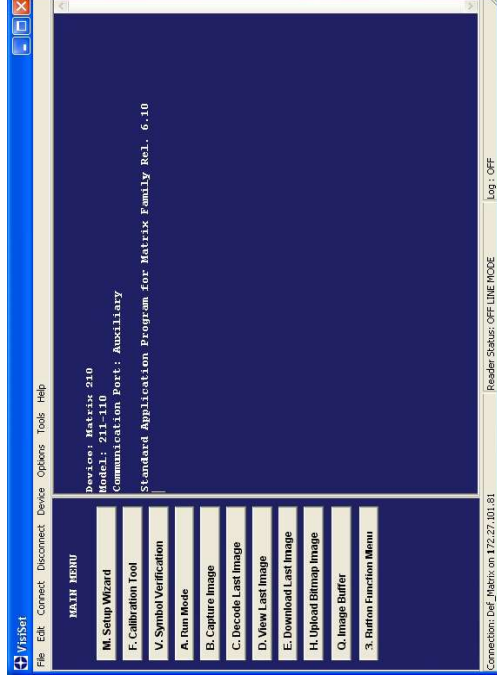 VisiSet
File Edit Connect Disconnect Device Options Tools Help
MAIN MENU
M. Setup Wizard
F. Calibration Tool
V. Symbol Verification
A. Run Mode
B. Capture Image
C. Decode Last Image
D. View Last Image
E. Download Last Image
H. Upload Bitmap Image
Q. Image Buffer
3. Button Function Menu
Device: Matrix 210
Model: 211-110
Communication Port: Auxiliary
Standard Application Program for Matrix Family Rel. 6.10
Connection: Def_Matrix on 172.27.101.81
Reader Status: OFF LINE MODE
Log : OFF